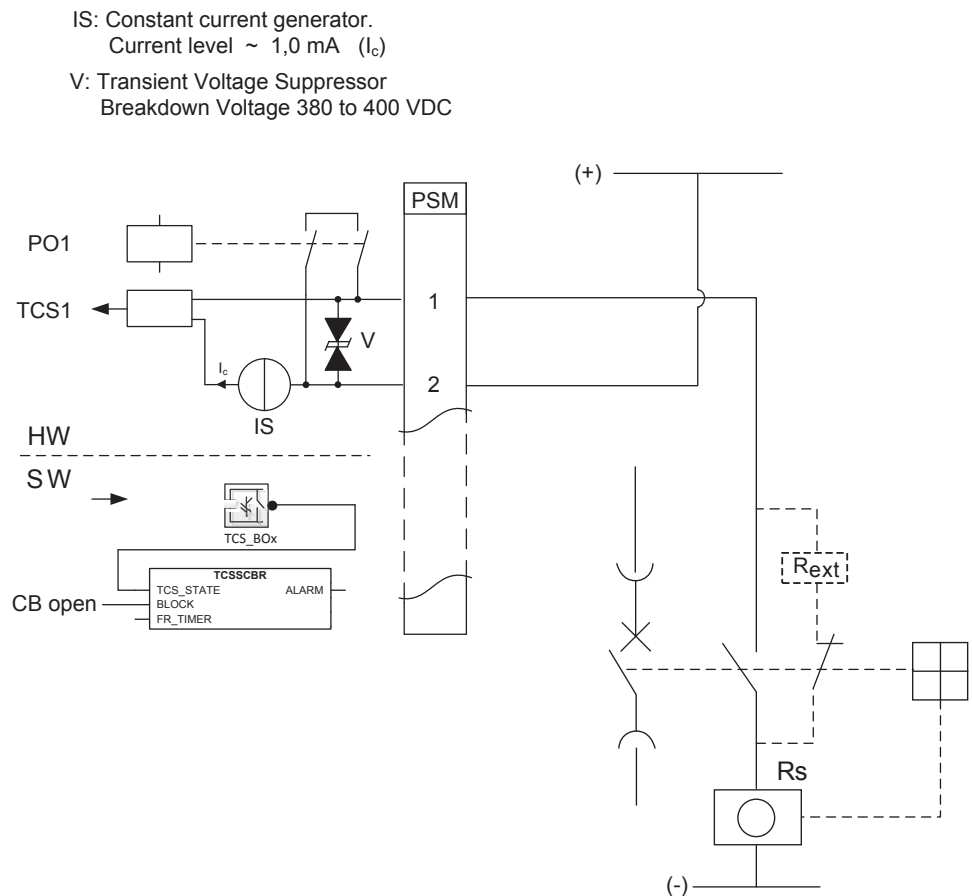 IS: Constant current generator.
Current level ~ 1,0 mA (Ic)
V: Transient Voltage Suppressor
Breakdown Voltage 380 to 400 VDC
(+)
PSM
PO1
TCS1
1
V
Ic
2
IS
HW
SW
TCS_BOx
TCSSCBR
TCS_STATE ALARM
CB open BLOCK
FR_TIMER
Rext
Rs
(-)